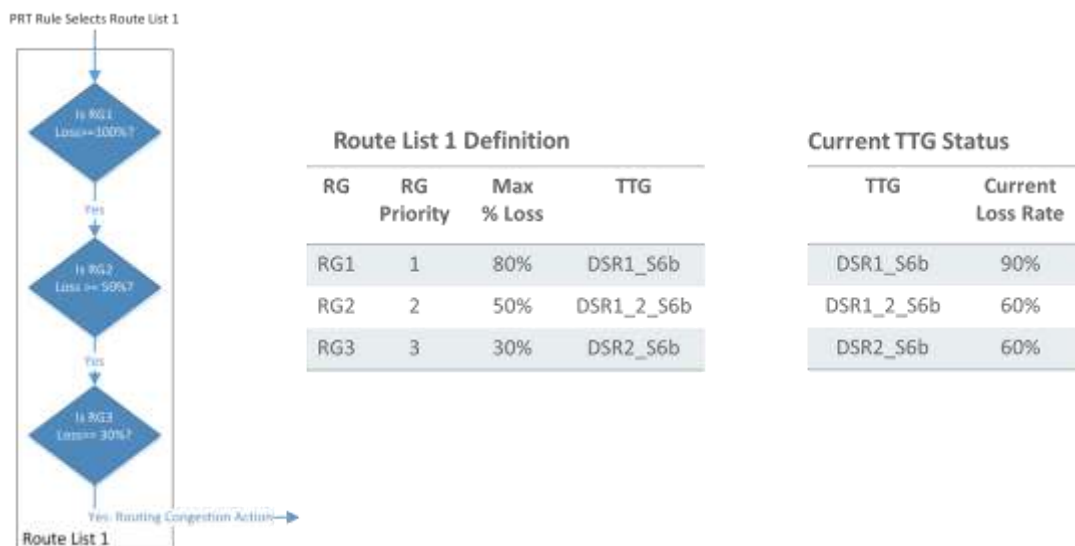 PRT Rule Selects Route List 1
Is RG1
Loss>=100%?
Yes
Is RG2
Loss >= 50%?
Yes
Is RG3
Loss>= 30%?
Yes: Routing Congestion Action
Route List 1
Route List 1 Definition
RG RG Priority Max % Loss TTG
RG1 1 80% DSR1_S6b
RG2 2 50% DSR1_2_S6b
RG3 3 30% DSR2_S6b
Current TTG Status
TTG Current Loss Rate
DSR1_S6b 90%
DSR1_2_S6b 60%
DSR2_S6b 60%